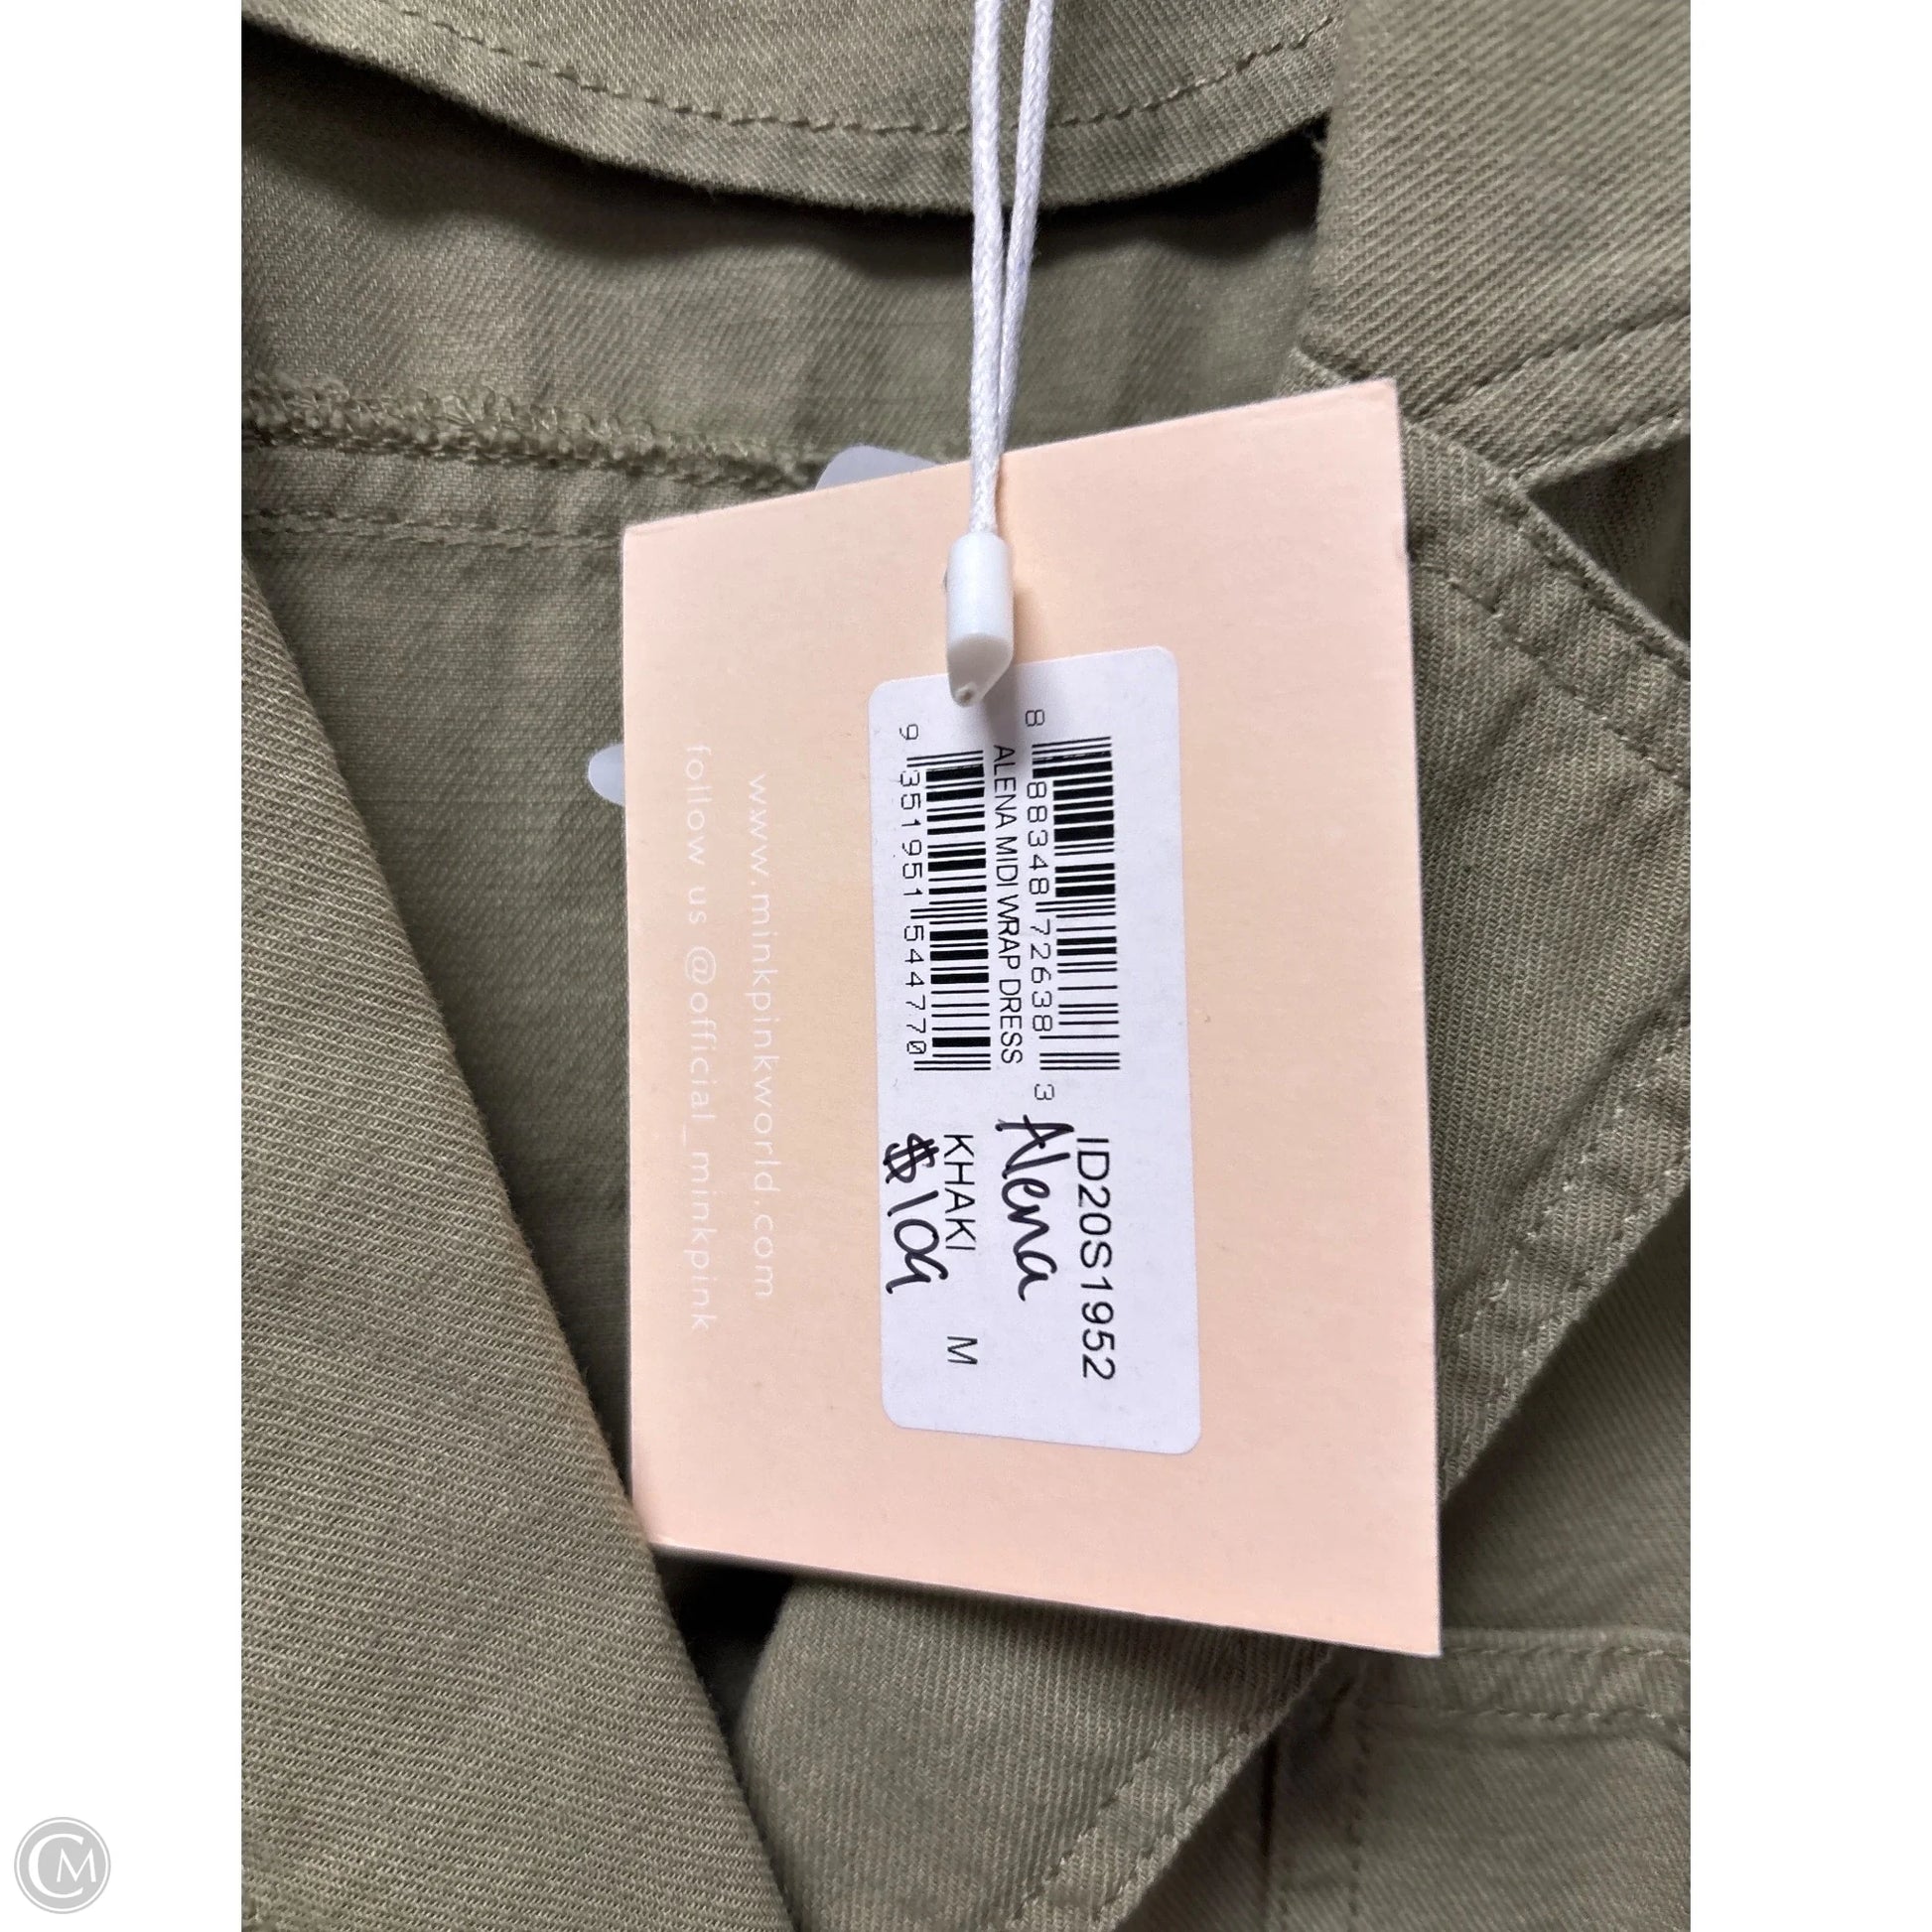 8 88348 72638 3
ID20S1952
ALENA MIDI WRAP DRESS
Alena
9 351951 544770
KHAKI M
$109
www.minkpinkworld.com
follow us @official_minkpink
CM